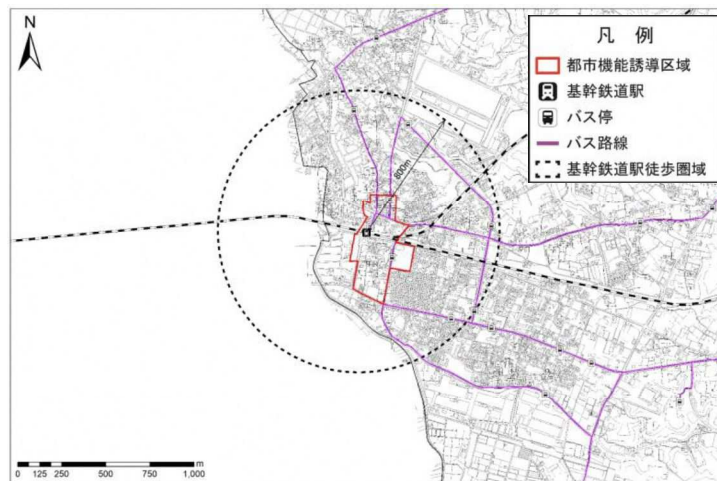 N
凡 例
都市機能誘導区域
基幹鉄道駅
バス停
バス路線
基幹鉄道駅徒歩圏域
800m
m
0 125 250 500 750 1,000